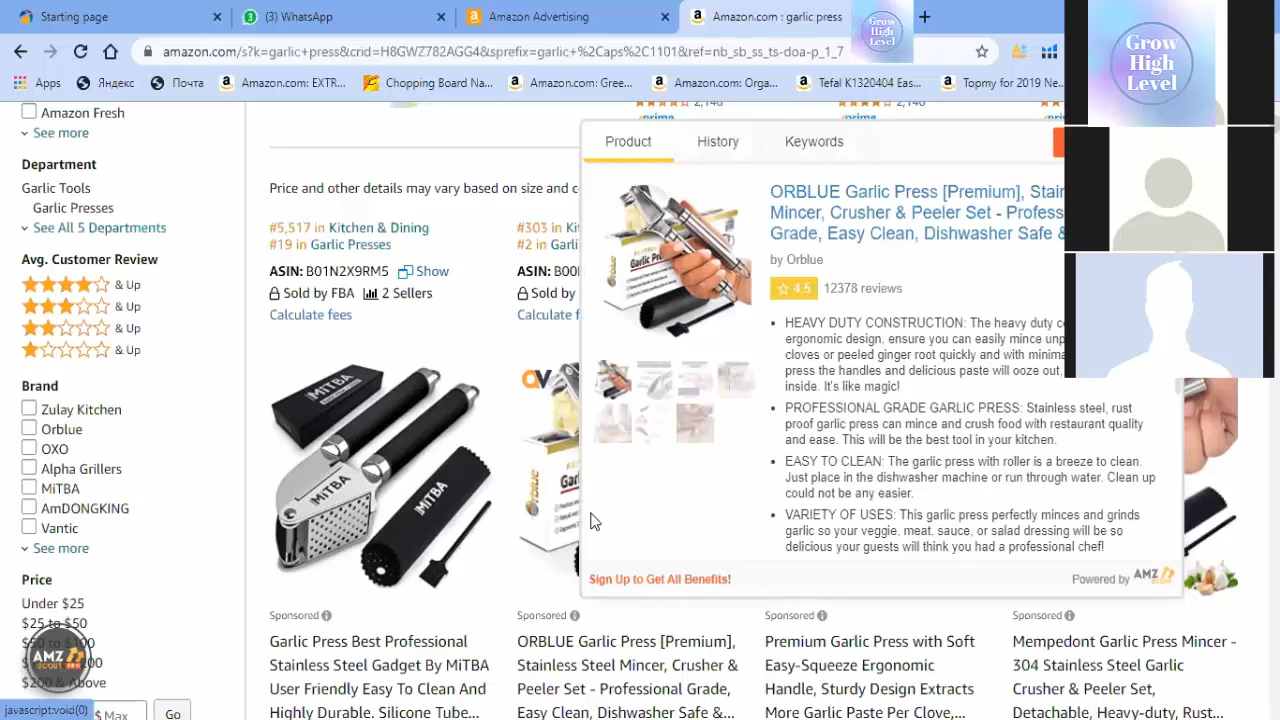 Starting Page
(3) WhatsApp
Amazon Advertising
Amazon.com : garlic press
amazon.com/s?k=garlic+press&crid=H8GWZ782AGG4&sprefix=garlic+%2Caps%2C1101&ref=nb_sb_ss_ts-doa-p_1_7
Apps
Яндекс
Почта
Amazon.com: EXTR...
Chopping Board Na...
Amazon.com: Gree...
Amazon.com: Orga...
Tefal K1320404 Easy...
Topmy for 2019 Ne...
Grow
High
Level
Grow
High
Level
Amazon Fresh
See more
Department
Garlic Tools
Garlic Presses
See All 5 Departments
Avg. Customer Review
& Up
& Up
& Up
& Up
Brand
Zulay Kitchen
Orblue
OXO
Alpha Grillers
MiTBA
AmDONGKING
Vantic
See more
Price
Under $25
$25 to $50
$50 to $100
$200 & Above
AMZ
SCOUT PRO
javascript:void(0)
$ Max
Go
2,148
2,148
prime
prime
prime
Price and other details may vary based on size and c
#5,517 in Kitchen & Dining
#19 in Garlic Presses
ASIN: B01N2X9RM5 Show
Sold by FBA 2 Sellers
Calculate fees
#303 in Ki
#2 in Garli
ASIN: B00
Sold by
Calculate f
MiTBA
MiTBA
MiTBA
Orblue
Product
History
Keywords
ORBLUE Garlic Press [Premium], Stain
Mincer, Crusher & Peeler Set - Profess
Grade, Easy Clean, Dishwasher Safe &
by Orblue
4.5 12378 reviews
HEAVY DUTY CONSTRUCTION: The heavy duty c
ergonomic design, ensure you can easily mince unp
cloves or peeled ginger root quickly and with minima
press the handles and delicious paste will ooze out,
inside. It's like magic!
PROFESSIONAL GRADE GARLIC PRESS: Stainless steel, rust
proof garlic press can mince and crush food with restaurant quality
and ease. This will be the best tool in your kitchen.
EASY TO CLEAN: The garlic press with roller is a breeze to clean.
Just place in the dishwasher machine or run through water. Clean up
could not be any easier.
VARIETY OF USES: This garlic press perfectly minces and grinds
garlic so your veggie, meat, sauce, or salad dressing will be so
delicious your guests will think you had a professional chef!
Sign Up to Get All Benefits!
Powered by AMZ SCOUT
Sponsored
Garlic Press Best Professional
Stainless Steel Gadget By MiTBA
User Friendly Easy To Clean And
Highly Durable. Silicone Tube...
Sponsored
ORBLUE Garlic Press [Premium],
Stainless Steel Mincer, Crusher &
Peeler Set - Professional Grade,
Easy Clean, Dishwasher Safe &...
Sponsored
Premium Garlic Press with Soft
Easy-Squeeze Ergonomic
Handle, Sturdy Design Extracts
More Garlic Paste Per Clove,...
Sponsored
Mempedont Garlic Press Mincer -
304 Stainless Steel Garlic
Crusher & Peeler Set,
Detachable, Heavy-duty, Rust...